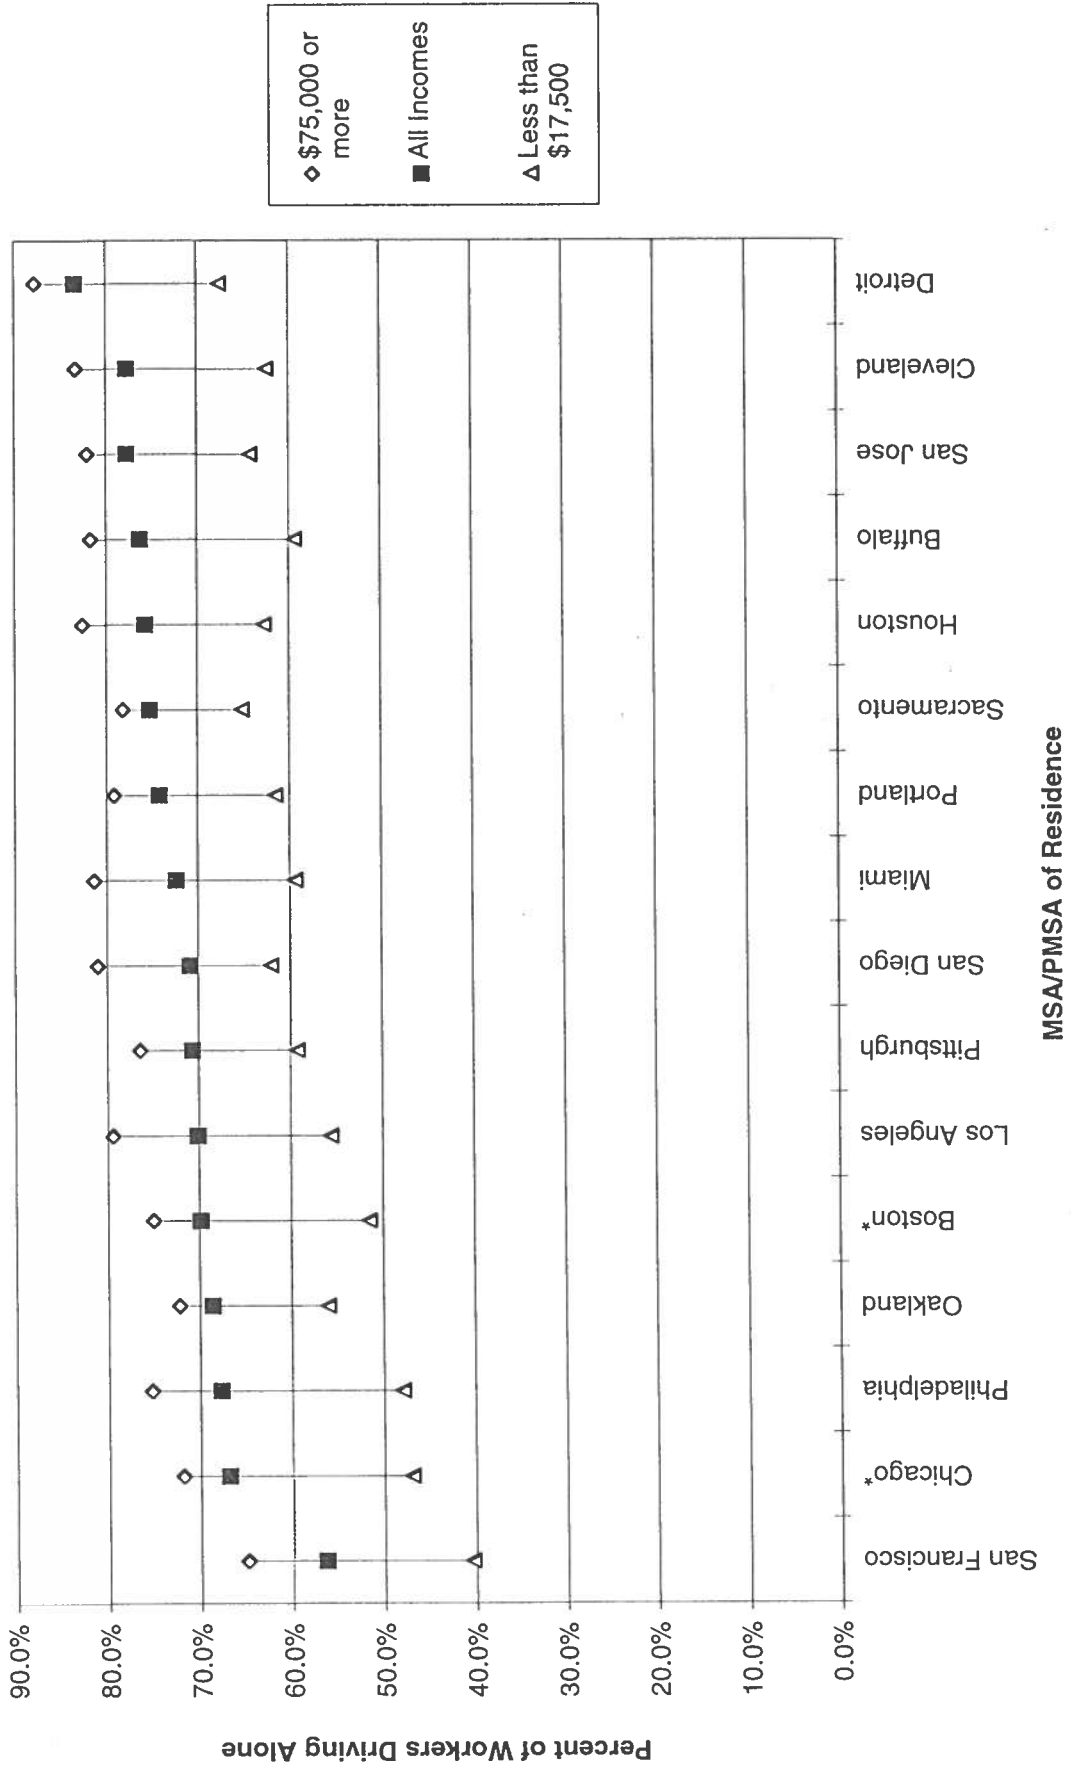 90.0%
80.0%
70.0%
60.0%
50.0%
40.0%
30.0%
20.0%
10.0%
0.0%
Percent of Workers Driving Alone
San Francisco
Chicago*
Philadelphia
Oakland
Boston*
Los Angeles
Pittsburgh
San Diego
Miami
Portland
Sacramento
Houston
Buffalo
San Jose
Cleveland
Detroit
MSA/PMSA of Residence
$75,000 or
more
All Incomes
Less than
$17,500